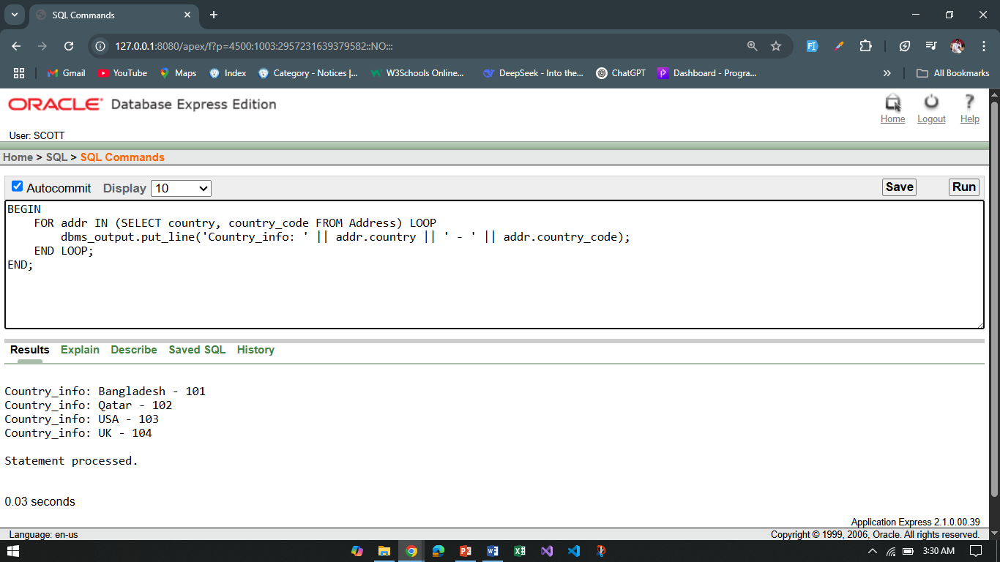 SQL Commands
127.0.0.1:8080/apex/f?p=4500:1003:2957231639379582::NO:::
Gmail YouTube Maps Index Category - Notices |... W3Schools Online... DeepSeek - Into the... ChatGPT Dashboard - Progra... » All Bookmarks
ORACLE Database Express Edition
Home Logout Help
User: SCOTT
Home > SQL > SQL Commands
Autocommit Display 10 Save Run
BEGIN
    FOR addr IN (SELECT country, country_code FROM Address) LOOP
        dbms_output.put_line('Country_info: ' || addr.country || ' - ' || addr.country_code);
    END LOOP;
END;
Results Explain Describe Saved SQL History
Country_info: Bangladesh - 101
Country_info: Qatar - 102
Country_info: USA - 103
Country_info: UK - 104
Statement processed.
0.03 seconds
Application Express 2.1.0.00.39
Language: en-us Copyright © 1999, 2006, Oracle. All rights reserved.
3:30 AM